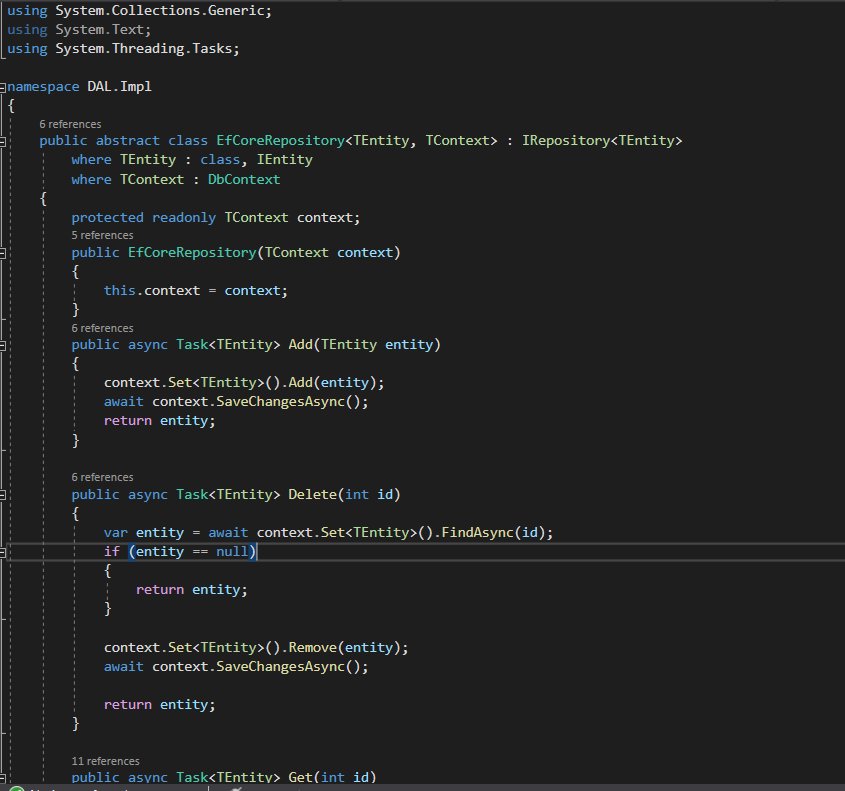 using System.Collections.Generic;
using System.Text;
using System.Threading.Tasks;
namespace DAL.Impl
{
6 references
public abstract class EfCoreRepository<TEntity, TContext> : IRepository<TEntity>
where TEntity : class, IEntity
where TContext : DbContext
{
protected readonly TContext context;
5 references
public EfCoreRepository(TContext context)
{
this.context = context;
}
6 references
public async Task<TEntity> Add(TEntity entity)
{
context.Set<TEntity>().Add(entity);
await context.SaveChangesAsync();
return entity;
}
6 references
public async Task<TEntity> Delete(int id)
{
var entity = await context.Set<TEntity>().FindAsync(id);
if (entity == null)
{
return entity;
}
context.Set<TEntity>().Remove(entity);
await context.SaveChangesAsync();
return entity;
}
11 references
public async Task<TEntity> Get(int id)